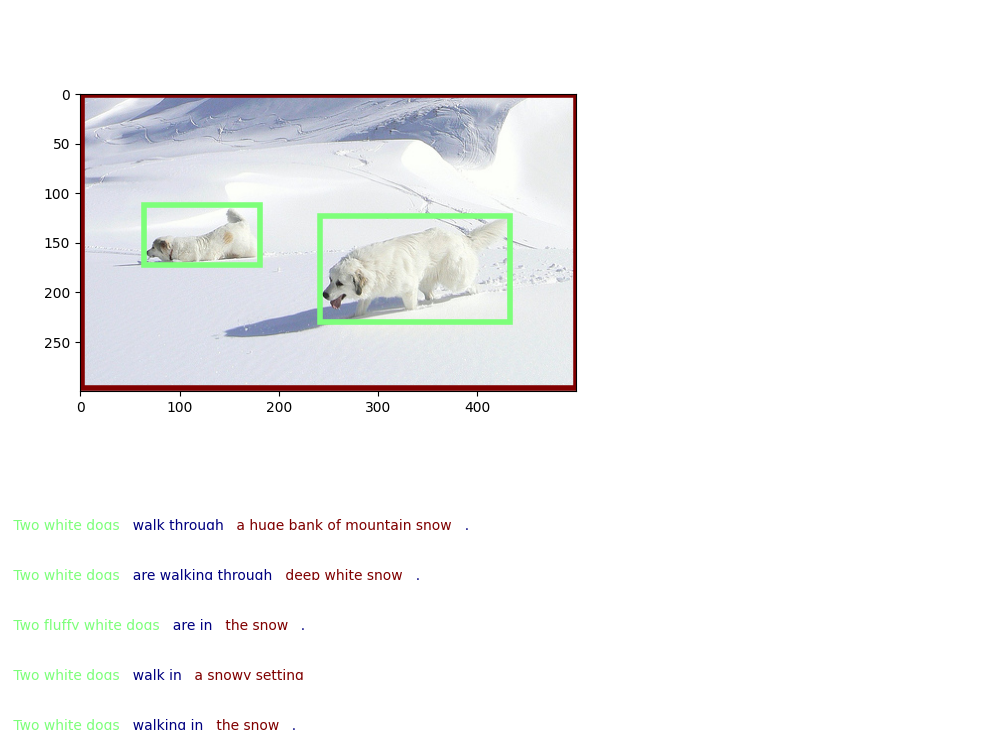 0
50
100
150
200
250
0 100 200 300 400
Two white dogs walk through a huge bank of mountain snow .
Two white dogs are walking through deep white snow .
Two fluffy white dogs are in the snow .
Two white dogs walk in a snowy setting
Two white dogs walking in the snow .